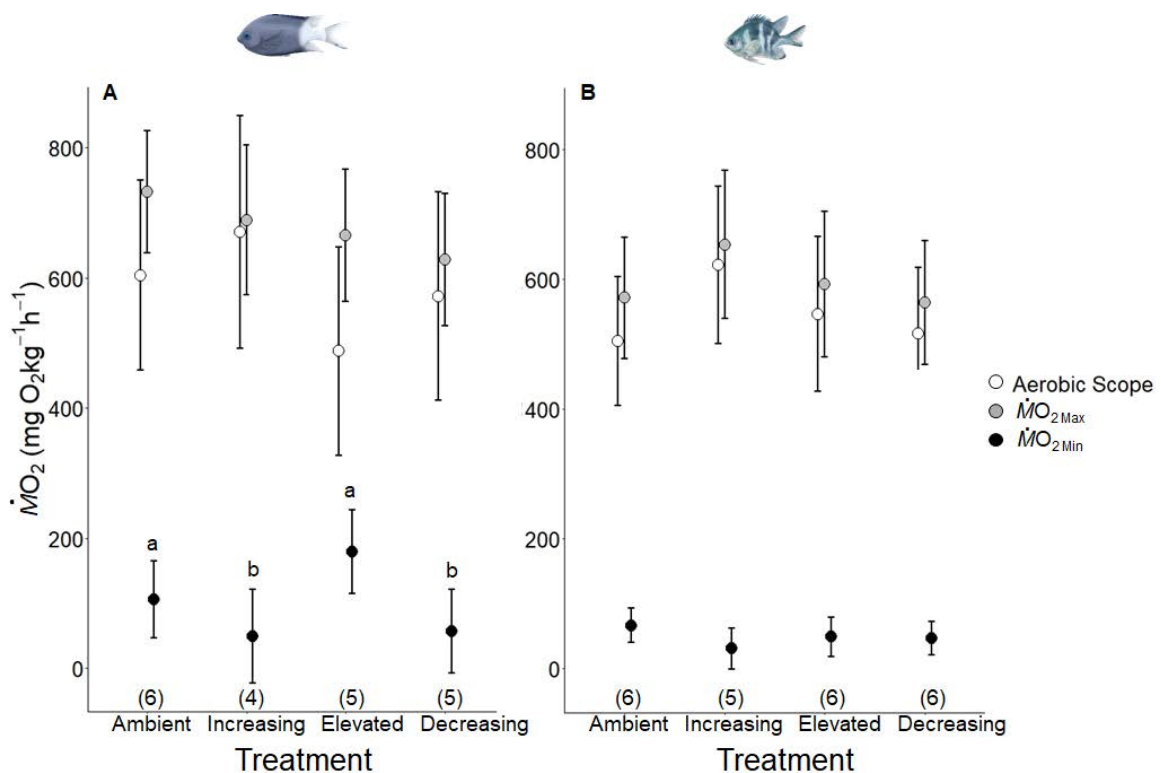 A
B
800
600
400
200
0
ṀO₂ (mg O₂kg⁻¹h⁻¹)
a
b
a
b
(6) (4) (5) (5)
Ambient Increasing Elevated Decreasing
Treatment
800
600
400
200
0
(6) (5) (6) (6)
Ambient Increasing Elevated Decreasing
Treatment
Aerobic Scope
ṀO₂ Max
ṀO₂ Min